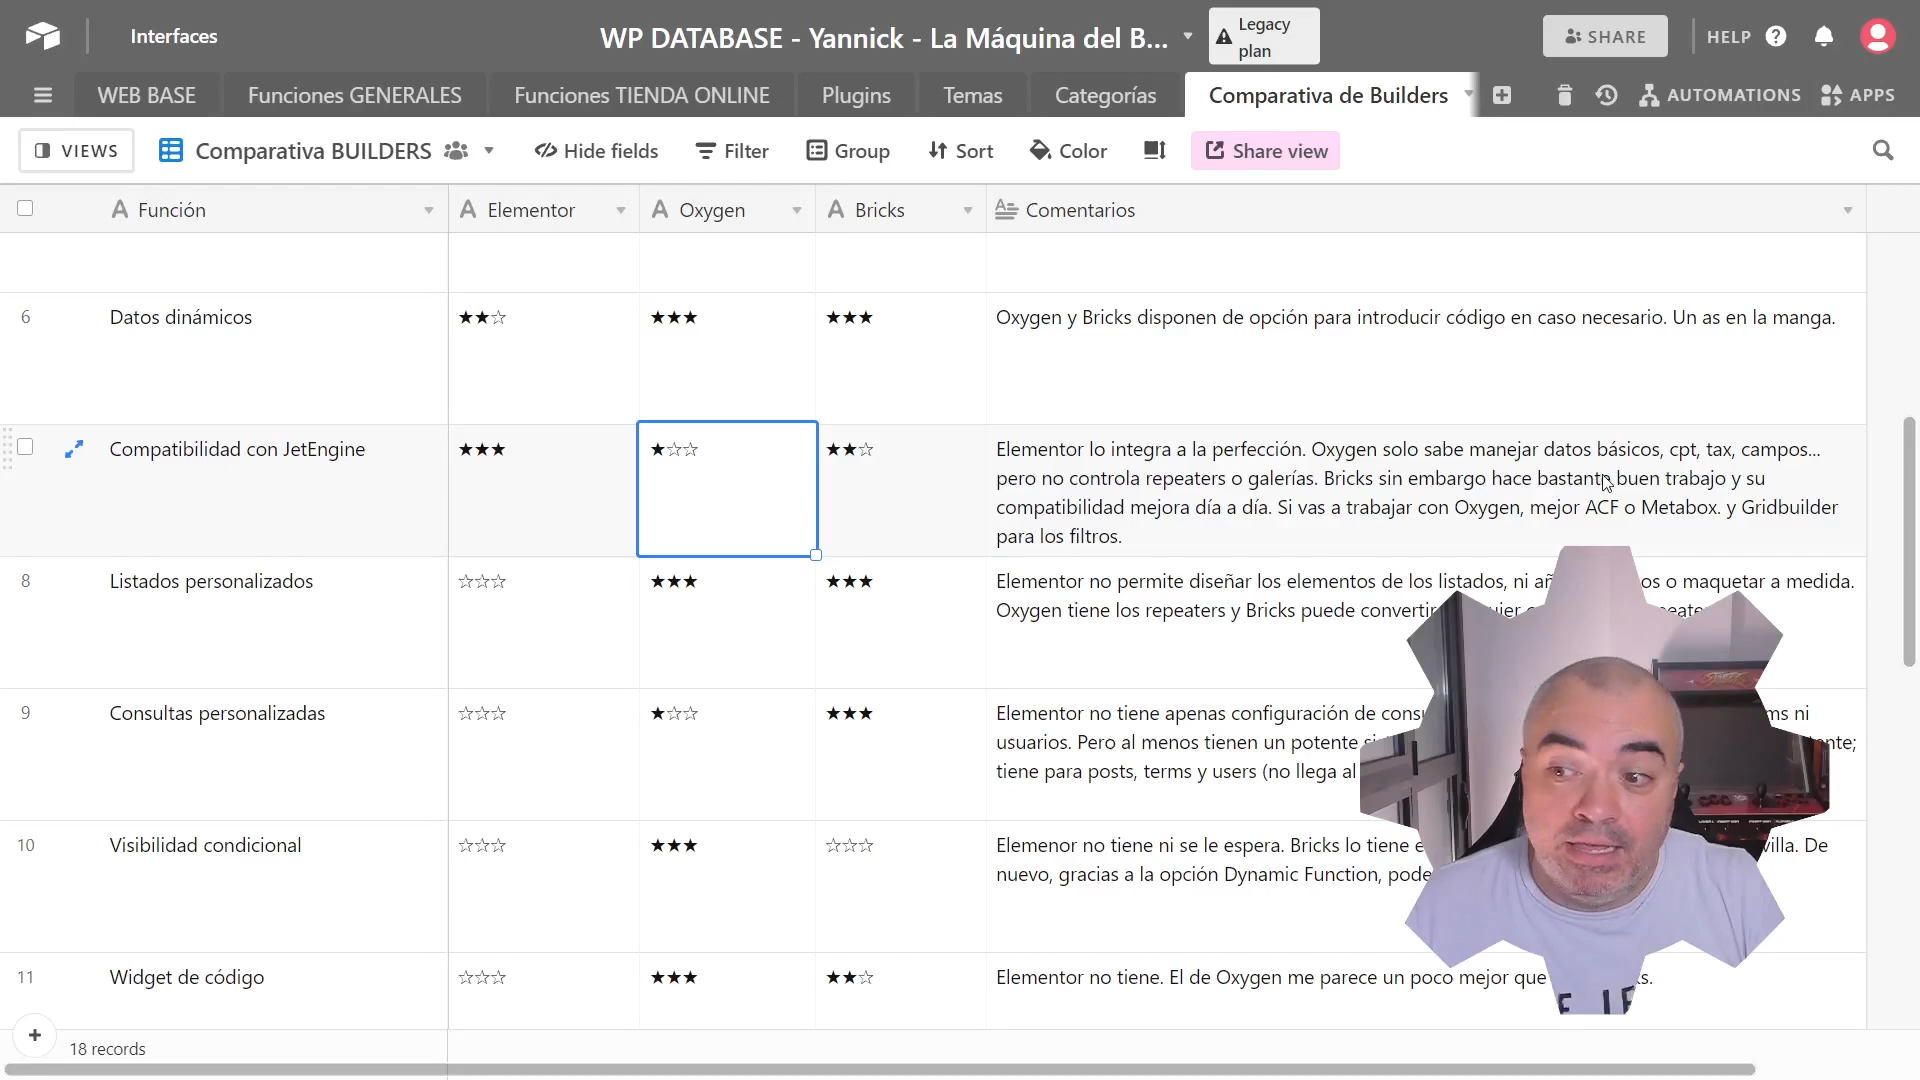 Interfaces
WP DATABASE - Yannick - La Máquina del B...
Legacy
plan
SHARE
HELP
WEB BASE
Funciones GENERALES
Funciones TIENDA ONLINE
Plugins
Temas
Categorías
Comparativa de Builders
AUTOMATIONS
APPS
VIEWS
Comparativa BUILDERS
Hide fields
Filter
Group
Sort
Color
Share view
Función
Elementor
Oxygen
Bricks
Comentarios
6
Datos dinámicos
★★☆
★★★
★★★
Oxygen y Bricks disponen de opción para introducir código en caso necesario. Un as en la manga.
Compatibilidad con JetEngine
★★★
★☆☆
★★☆
Elementor lo integra a la perfección. Oxygen solo sabe manejar datos básicos, cpt, tax, campos...
pero no controla repeaters o galerías. Bricks sin embargo hace bastante buen trabajo y su
compatibilidad mejora día a día. Si vas a trabajar con Oxygen, mejor ACF o Metabox. y Gridbuilder
para los filtros.
8
Listados personalizados
☆☆☆
★★★
★★★
Elementor no permite diseñar los elementos de los listados, ni o maquetar a medida.
Oxygen tiene los repeaters y Bricks puede convertir
9
Consultas personalizadas
☆☆☆
★☆☆
★★★
Elementor no tiene apenas configuración de ni
usuarios. Pero al menos tienen un potente
tiene para posts, terms y users (no llega al
10
Visibilidad condicional
☆☆☆
★★★
☆☆☆
Elemenor no tiene ni se le espera. Bricks lo tiene De
nuevo, gracias a la opción Dynamic Function,
11
Widget de código
☆☆☆
★★★
★★☆
Elementor no tiene. El de Oxygen me parece un poco mejor que
18 records